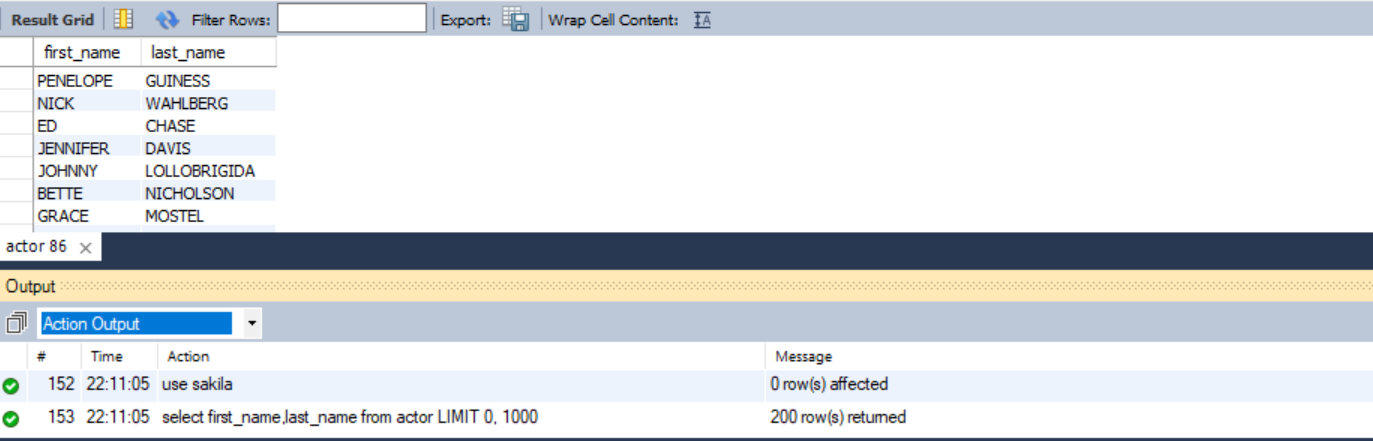 Result Grid Filter Rows: Export: Wrap Cell Content: IA
first_name last_name
PENELOPE GUINESS
NICK WAHLBERG
ED CHASE
JENNIFER DAVIS
JOHNNY LOLLOBRIGIDA
BETTE NICHOLSON
GRACE MOSTEL
actor 86 ×
Output
Action Output
# Time Action Message
152 22:11:05 use sakila 0 row(s) affected
153 22:11:05 select first_name,last_name from actor LIMIT 0, 1000 200 row(s) returned